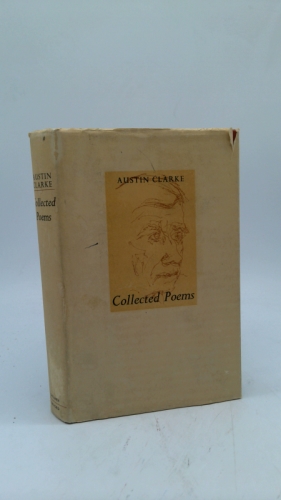 AUSTIN
CLARKE
Collected
Poems
AUSTIN CLARKE
Collected Poems